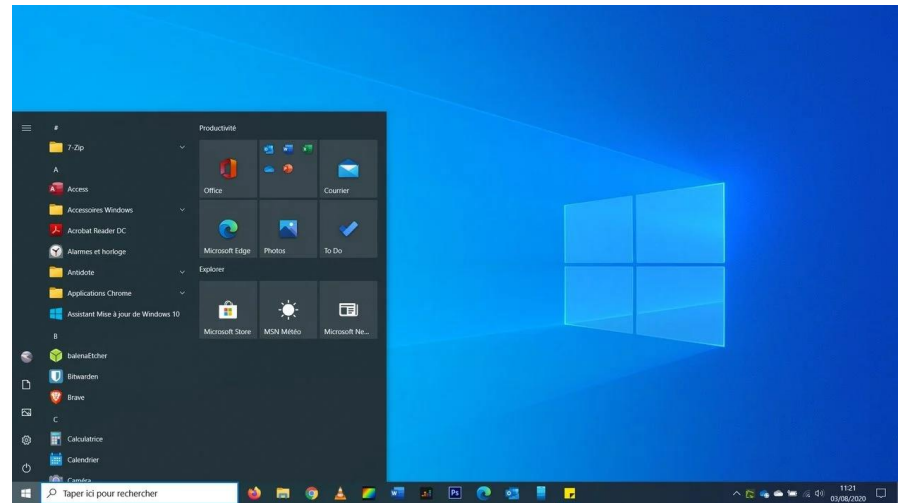 #
7-Zip
A
Access
Accessoires Windows
Acrobat Reader DC
Alarmes et horloge
Antidote
Applications Chrome
Assistant Mise à jour de Windows 10
B
balenaEtcher
Bitwarden
Brave
C
Calculatrice
Calendrier
Caméra
Productivité
Office
Courrier
Microsoft Edge
Photos
To Do
Explorer
Microsoft Store
MSN Météo
Microsoft Ne...
Taper ici pour rechercher
Ps
11:21
03/08/2020